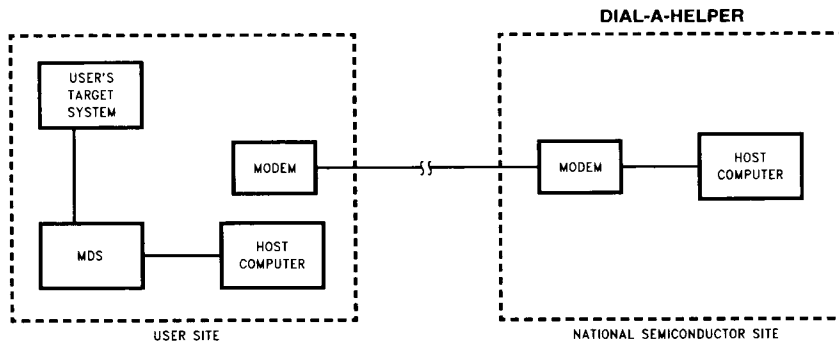 DIAL-A-HELPER
USER'S
TARGET
SYSTEM
MODEM
MDS
HOST
COMPUTER
USER SITE
MODEM
HOST
COMPUTER
NATIONAL SEMICONDUCTOR SITE